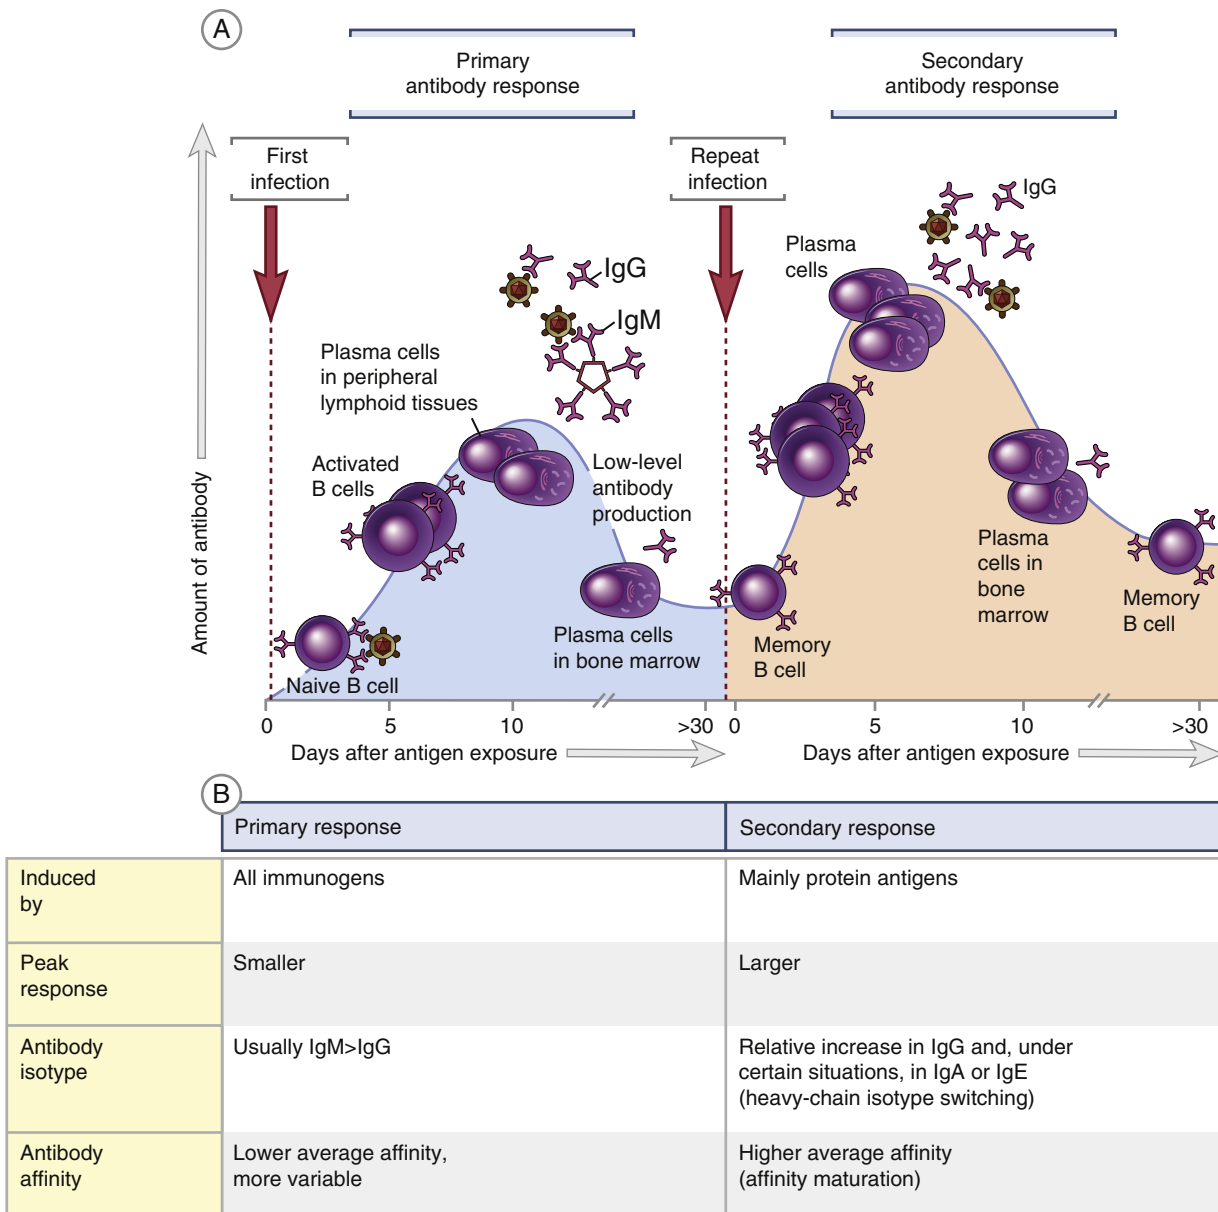 A
Primary
antibody response
Secondary
antibody response
First
infection
Repeat
infection
IgG
IgM
IgG
Plasma
cells
Plasma cells
in peripheral
lymphoid tissues
Activated
B cells
Low-level
antibody
production
Amount of antibody
Naive B cell
Plasma cells
in bone marrow
Memory
B cell
Plasma
cells in
bone
marrow
Memory
B cell
0 5 10 >30 0 5 10 >30
Days after antigen exposure
Days after antigen exposure
B
Primary response
Secondary response
Induced
by
All immunogens
Mainly protein antigens
Peak
response
Smaller
Larger
Antibody
isotype
Usually IgM>IgG
Relative increase in IgG and, under
certain situations, in IgA or IgE
(heavy-chain isotype switching)
Antibody
affinity
Lower average affinity,
more variable
Higher average affinity
(affinity maturation)